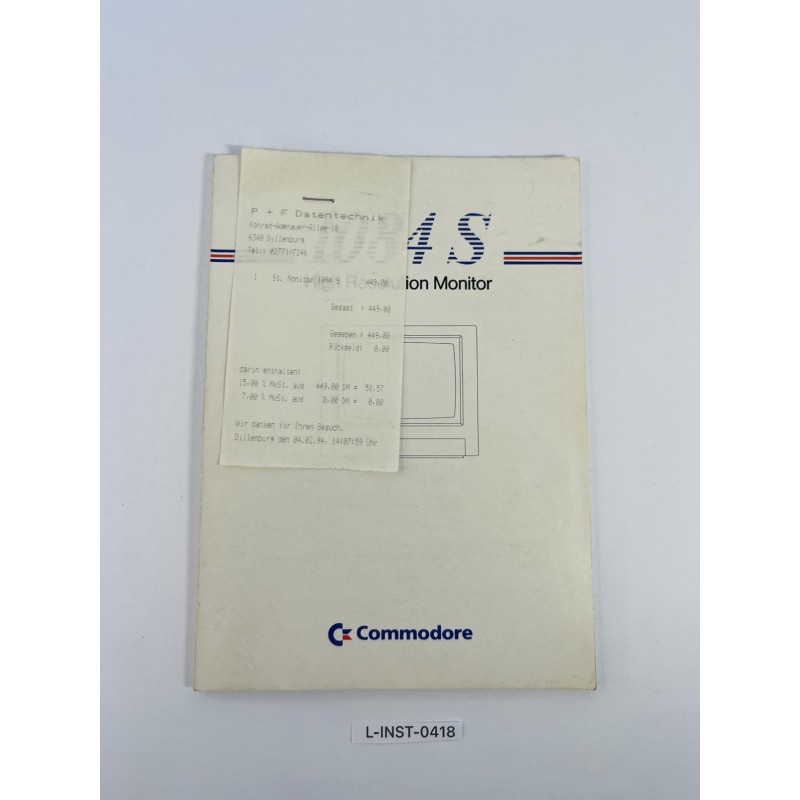 P + F Datentechnik
Konrad-Adenauer-Allee 10
6340 Dillenburg
Tel.: 02771/7246
1 St. Monitor 1084 S 449.00
Gesamt : 449.00
Gegeben : 449.00
Rückgeld: 0.00
darin enthalten:
15.00 % MwSt. aus 449.00 DM = 58.57
7.00 % MwSt. aus 0.00 DM = 0.00
Wir danken für Ihren Besuch.
Dillenburg den 04.02.94, 14:07:59 Uhr
1084 S
High Resolution Monitor
Commodore
L-INST-0418